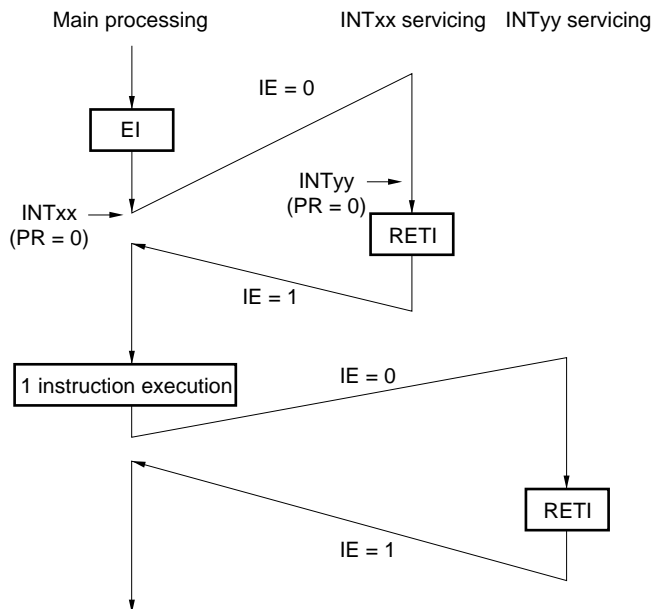 Main processing
INTxx servicing
INTyy servicing
IE = 0
EI
INTyy
(PR = 0)
INTxx
(PR = 0)
RETI
IE = 1
1 instruction execution
IE = 0
RETI
IE = 1